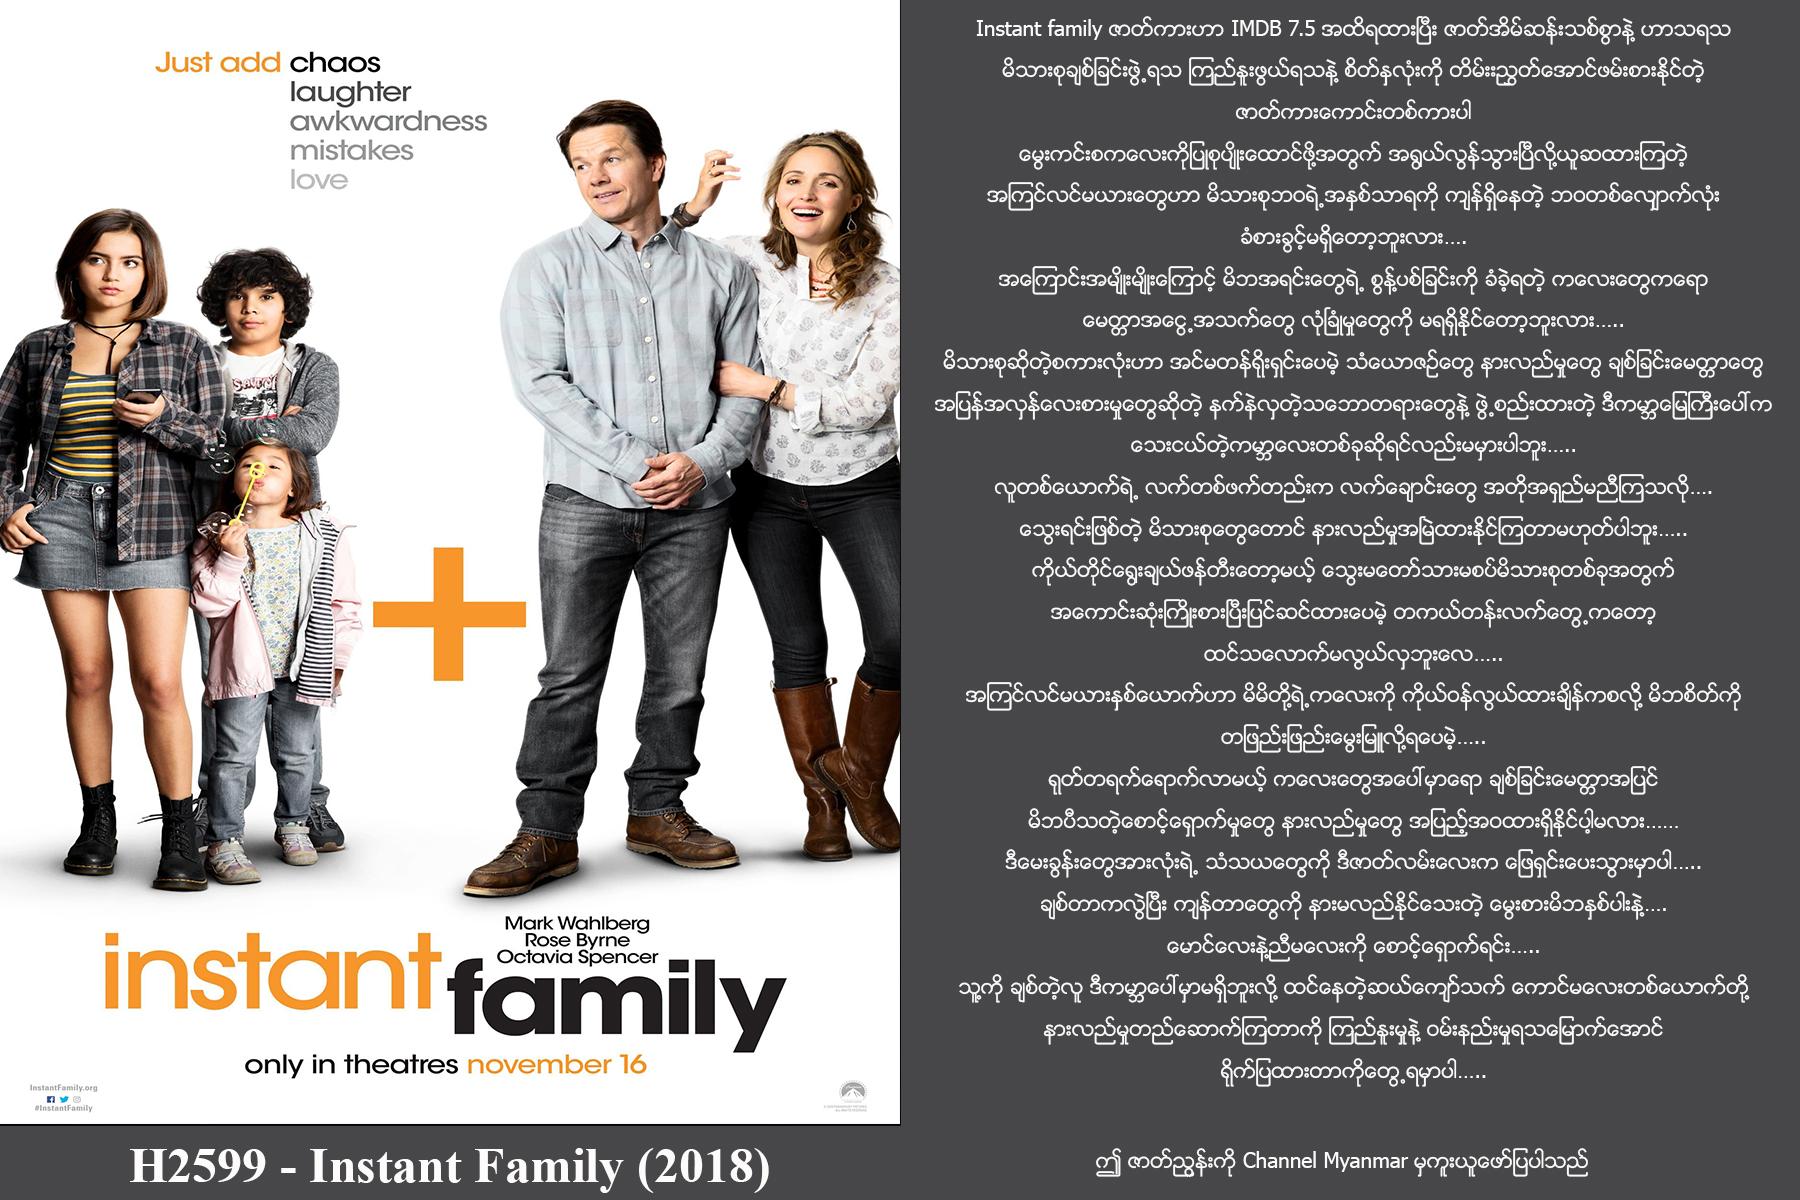 Just add chaos
laughter
awkwardness
mistakes
love
Mark Wahlberg
Rose Byrne
Octavia Spencer
instant family
only in theatres november 16
InstantFamily.org
#InstantFamily
H2599 - Instant Family (2018)
Instant family ဇာတ်ကားဟာ IMDB 7.5 အထိရထားပြီး ဇာတ်အိမ်ဆန်းသစ်စွာနဲ့ ဟာသရသ
မိသားစုချစ်ခြင်းဖွဲ့ရသ ကြည်နူးဖွယ်ရသနဲ့ စိတ်နှလုံးကို တိမ်းးညွှတ်အောင်ဖမ်းစားနိုင်တဲ့
ဇာတ်ကားကောင်းတစ်ကားပါ
မွေးကင်းစကလေးကိုပြုစုပျိုးထောင်ဖို့အတွက် အရွယ်လွန်သွားပြီလို့ယူဆထားကြတဲ့
အကြင်လင်မယားတွေဟာ မိသားစုဘဝရဲ့အနှစ်သာရကို ကျန်ရှိနေတဲ့ ဘဝတစ်လျှောက်လုံး
ခံစားခွင့်မရှိတော့ဘူးလား....
အကြောင်းအမျိုးမျိုးကြောင့် မိဘအရင်းတွေရဲ့ စွန့်ပစ်ခြင်းကို ခံခဲ့ရတဲ့ ကလေးတွေကရော
မေတ္တာအငွေ့အသက်တွေ လုံခြုံမှုတွေကို မရရှိနိုင်တော့ဘူးလား.....
မိသားစုဆိုတဲ့စကားလုံးဟာ အင်မတန်ရိုးရှင်းပေမဲ့ သံယောဇဉ်တွေ နားလည်မှုတွေ ချစ်ခြင်းမေတ္တာတွေ
အပြန်အလှန်လေးစားမှုတွေဆိုတဲ့ နက်နဲလှတဲ့သဘောတရားတွေနဲ့ ဖွဲ့စည်းထားတဲ့ ဒီကမ္ဘာမြေကြီးပေါ်က
သေးငယ်တဲ့ကမ္ဘာလေးတစ်ခုဆိုရင်လည်းမမှားပါဘူး.....
လူတစ်ယောက်ရဲ့ လက်တစ်ဖက်တည်းက လက်ချောင်းတွေ အတိုအရှည်မညီကြသလို....
သွေးရင်းဖြစ်တဲ့ မိသားစုတွေတောင် နားလည်မှုအမြဲထားနိုင်ကြတာမဟုတ်ပါဘူး.....
ကိုယ်တိုင်ရွေးချယ်ဖန်တီးတော့မယ့် သွေးမတော်သားမစပ်မိသားစုတစ်ခုအတွက်
အကောင်းဆုံးကြိုးစားပြီးပြင်ဆင်ထားပေမဲ့ တကယ်တန်းလက်တွေ့ကတော့
ထင်သလောက်မလွယ်လှဘူးလေ.....
အကြင်လင်မယားနှစ်ယောက်ဟာ မိမိတို့ရဲ့ကလေးကို ကိုယ်ဝန်လွယ်ထားချိန်ကစလို့ မိဘစိတ်ကို
တဖြည်းဖြည်းမွေးမြူလို့ရပေမဲ့.....
ရုတ်တရက်ရောက်လာမယ့် ကလေးတွေအပေါ်မှာရော ချစ်ခြင်းမေတ္တာအပြင်
မိဘပီသတဲ့စောင့်ရှောက်မှုတွေ နားလည်မှုတွေ အပြည့်အဝထားရှိနိုင်ပါ့မလား......
ဒီမေးခွန်းတွေအားလုံးရဲ့ သံသယတွေကို ဒီဇာတ်လမ်းလေးက ဖြေရှင်းပေးသွားမှာပါ.....
ချစ်တာကလွဲပြီး ကျန်တာတွေကို နားမလည်နိုင်သေးတဲ့ မွေးစားမိဘနှစ်ပါးနဲ့....
မောင်လေးနဲ့ညီမလေးကို စောင့်ရှောက်ရင်း.....
သူ့ကို ချစ်တဲ့လူ ဒီကမ္ဘာပေါ်မှာမရှိဘူးလို့ ထင်နေတဲ့ဆယ်ကျော်သက် ကောင်မလေးတစ်ယောက်တို့
နားလည်မှုတည်ဆောက်ကြတာကို ကြည်နူးမှုနဲ့ ဝမ်းနည်းမှုရသမြောက်အောင်
ရိုက်ပြထားတာကိုတွေ့ရမှာပါ.....
ဤ ဇာတ်ညွှန်းကို Channel Myanmar မှကူးယူဖော်ပြပါသည်